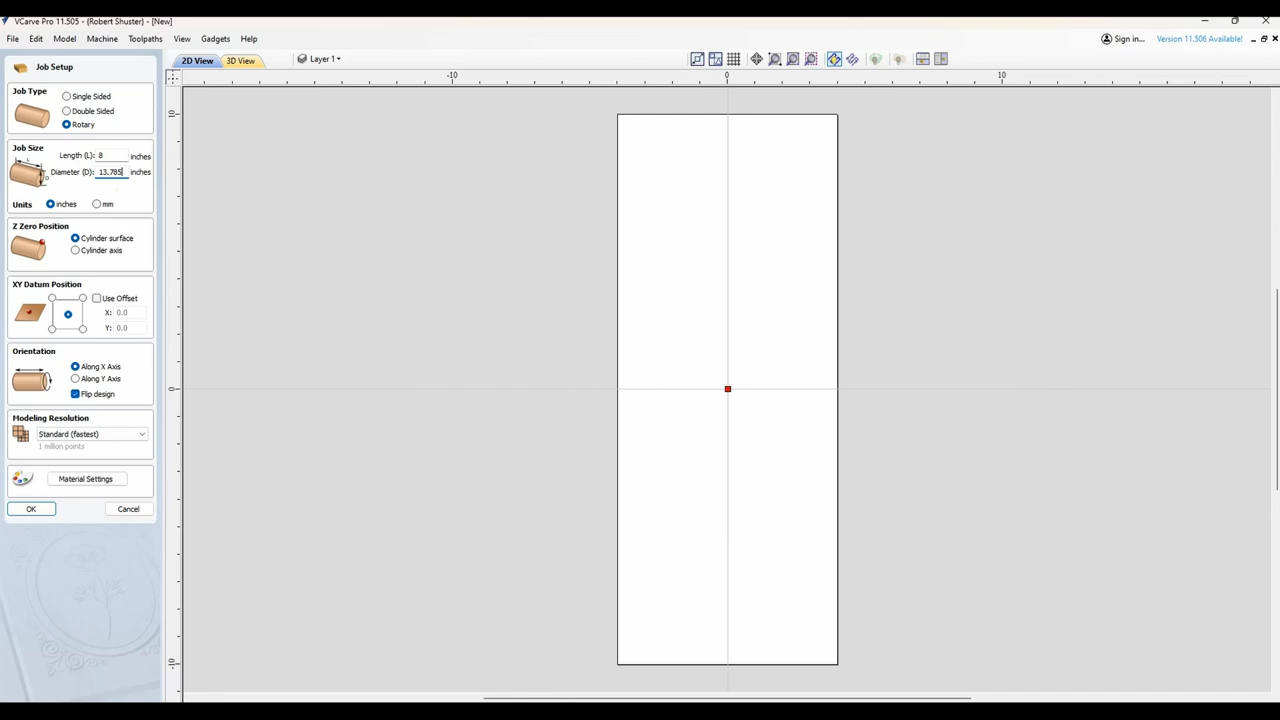 VCarve Pro 11.505 - {Robert Shuster} - [New]
File Edit Model Machine Toolpaths View Gadgets Help
Sign in... Version 11.506 Available!
2D View 3D View Layer 1
Job Setup
-10 0 10
Job Type
Single Sided
Double Sided
Rotary
10
Job Size
Length (L): 8 inches
L
Diameter (D): 13.785 inches
D
Units inches mm
Z Zero Position
Cylinder surface
Cylinder axis
XY Datum Position
Use Offset
X: 0.0
Y: 0.0
Orientation
Along X Axis
Along Y Axis
0
Flip design
Modeling Resolution
Standard (fastest)
1 million points
Material Settings
OK Cancel
-10